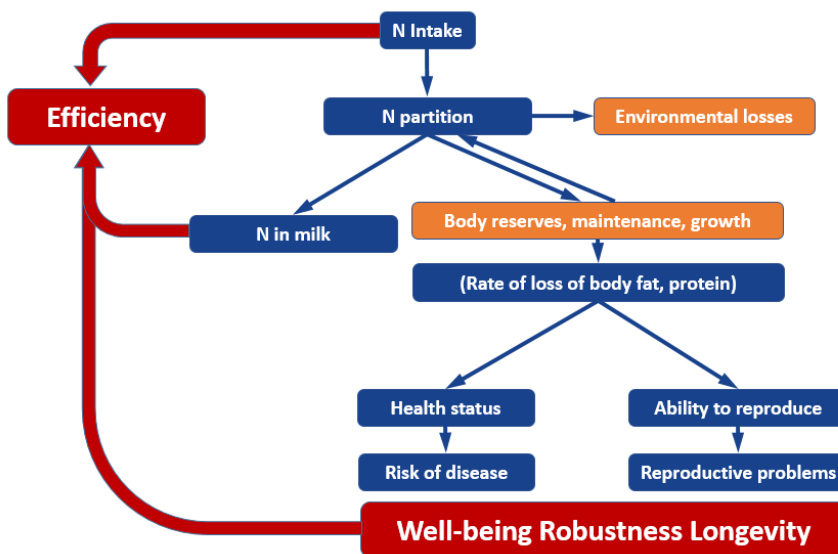 N Intake
Efficiency
N partition
Environmental losses
N in milk
Body reserves, maintenance, growth
(Rate of loss of body fat, protein)
Health status
Ability to reproduce
Risk of disease
Reproductive problems
Well-being Robustness Longevity